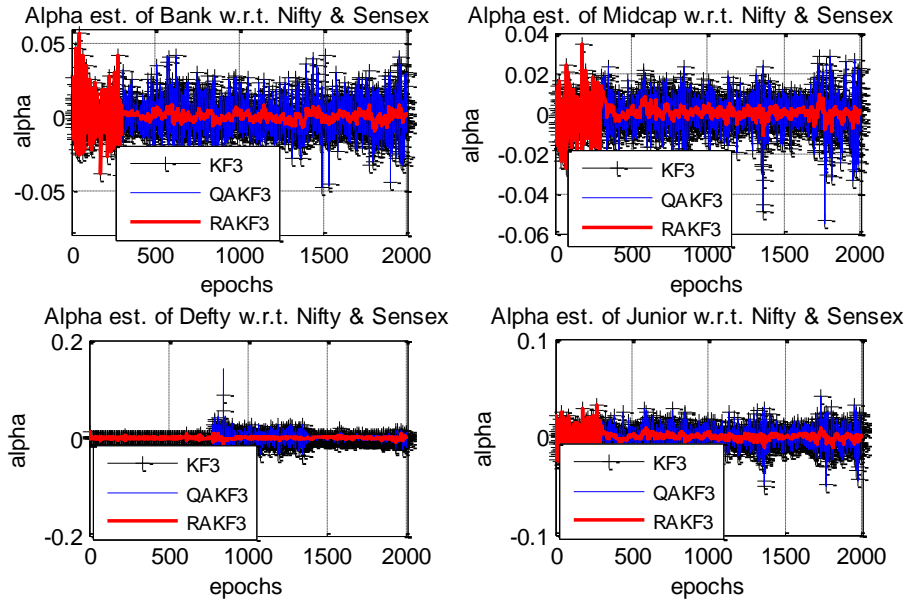 Alpha est. of Bank w.r.t. Nifty & Sensex
0.05
0
-0.05
alpha
KF3
QAKF3
RAKF3
0 500 1000 1500 2000
epochs
Alpha est. of Midcap w.r.t. Nifty & Sensex
0.04
0.02
0
-0.02
-0.04
-0.06
alpha
KF3
QAKF3
RAKF3
0 500 1000 1500 2000
epochs
Alpha est. of Defty w.r.t. Nifty & Sensex
0.2
0
-0.2
alpha
KF3
QAKF3
RAKF3
0 500 1000 1500 2000
epochs
Alpha est. of Junior w.r.t. Nifty & Sensex
0.1
0
-0.1
alpha
KF3
QAKF3
RAKF3
0 500 1000 1500 2000
epochs